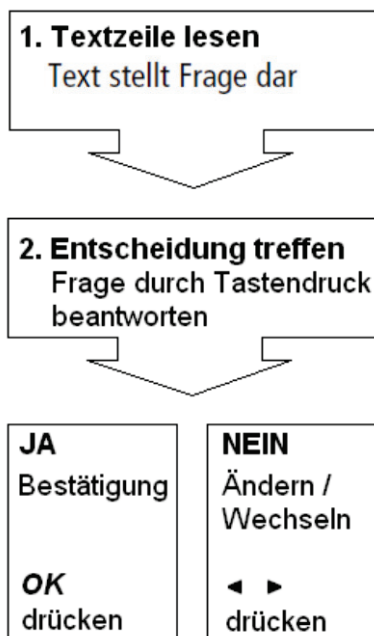 1. Textzeile lesen
Text stellt Frage dar
2. Entscheidung treffen
Frage durch Tastendruck
beantworten
JA
Bestätigung
OK
drücken
NEIN
Ändern /
Wechseln
◄ ►
drücken